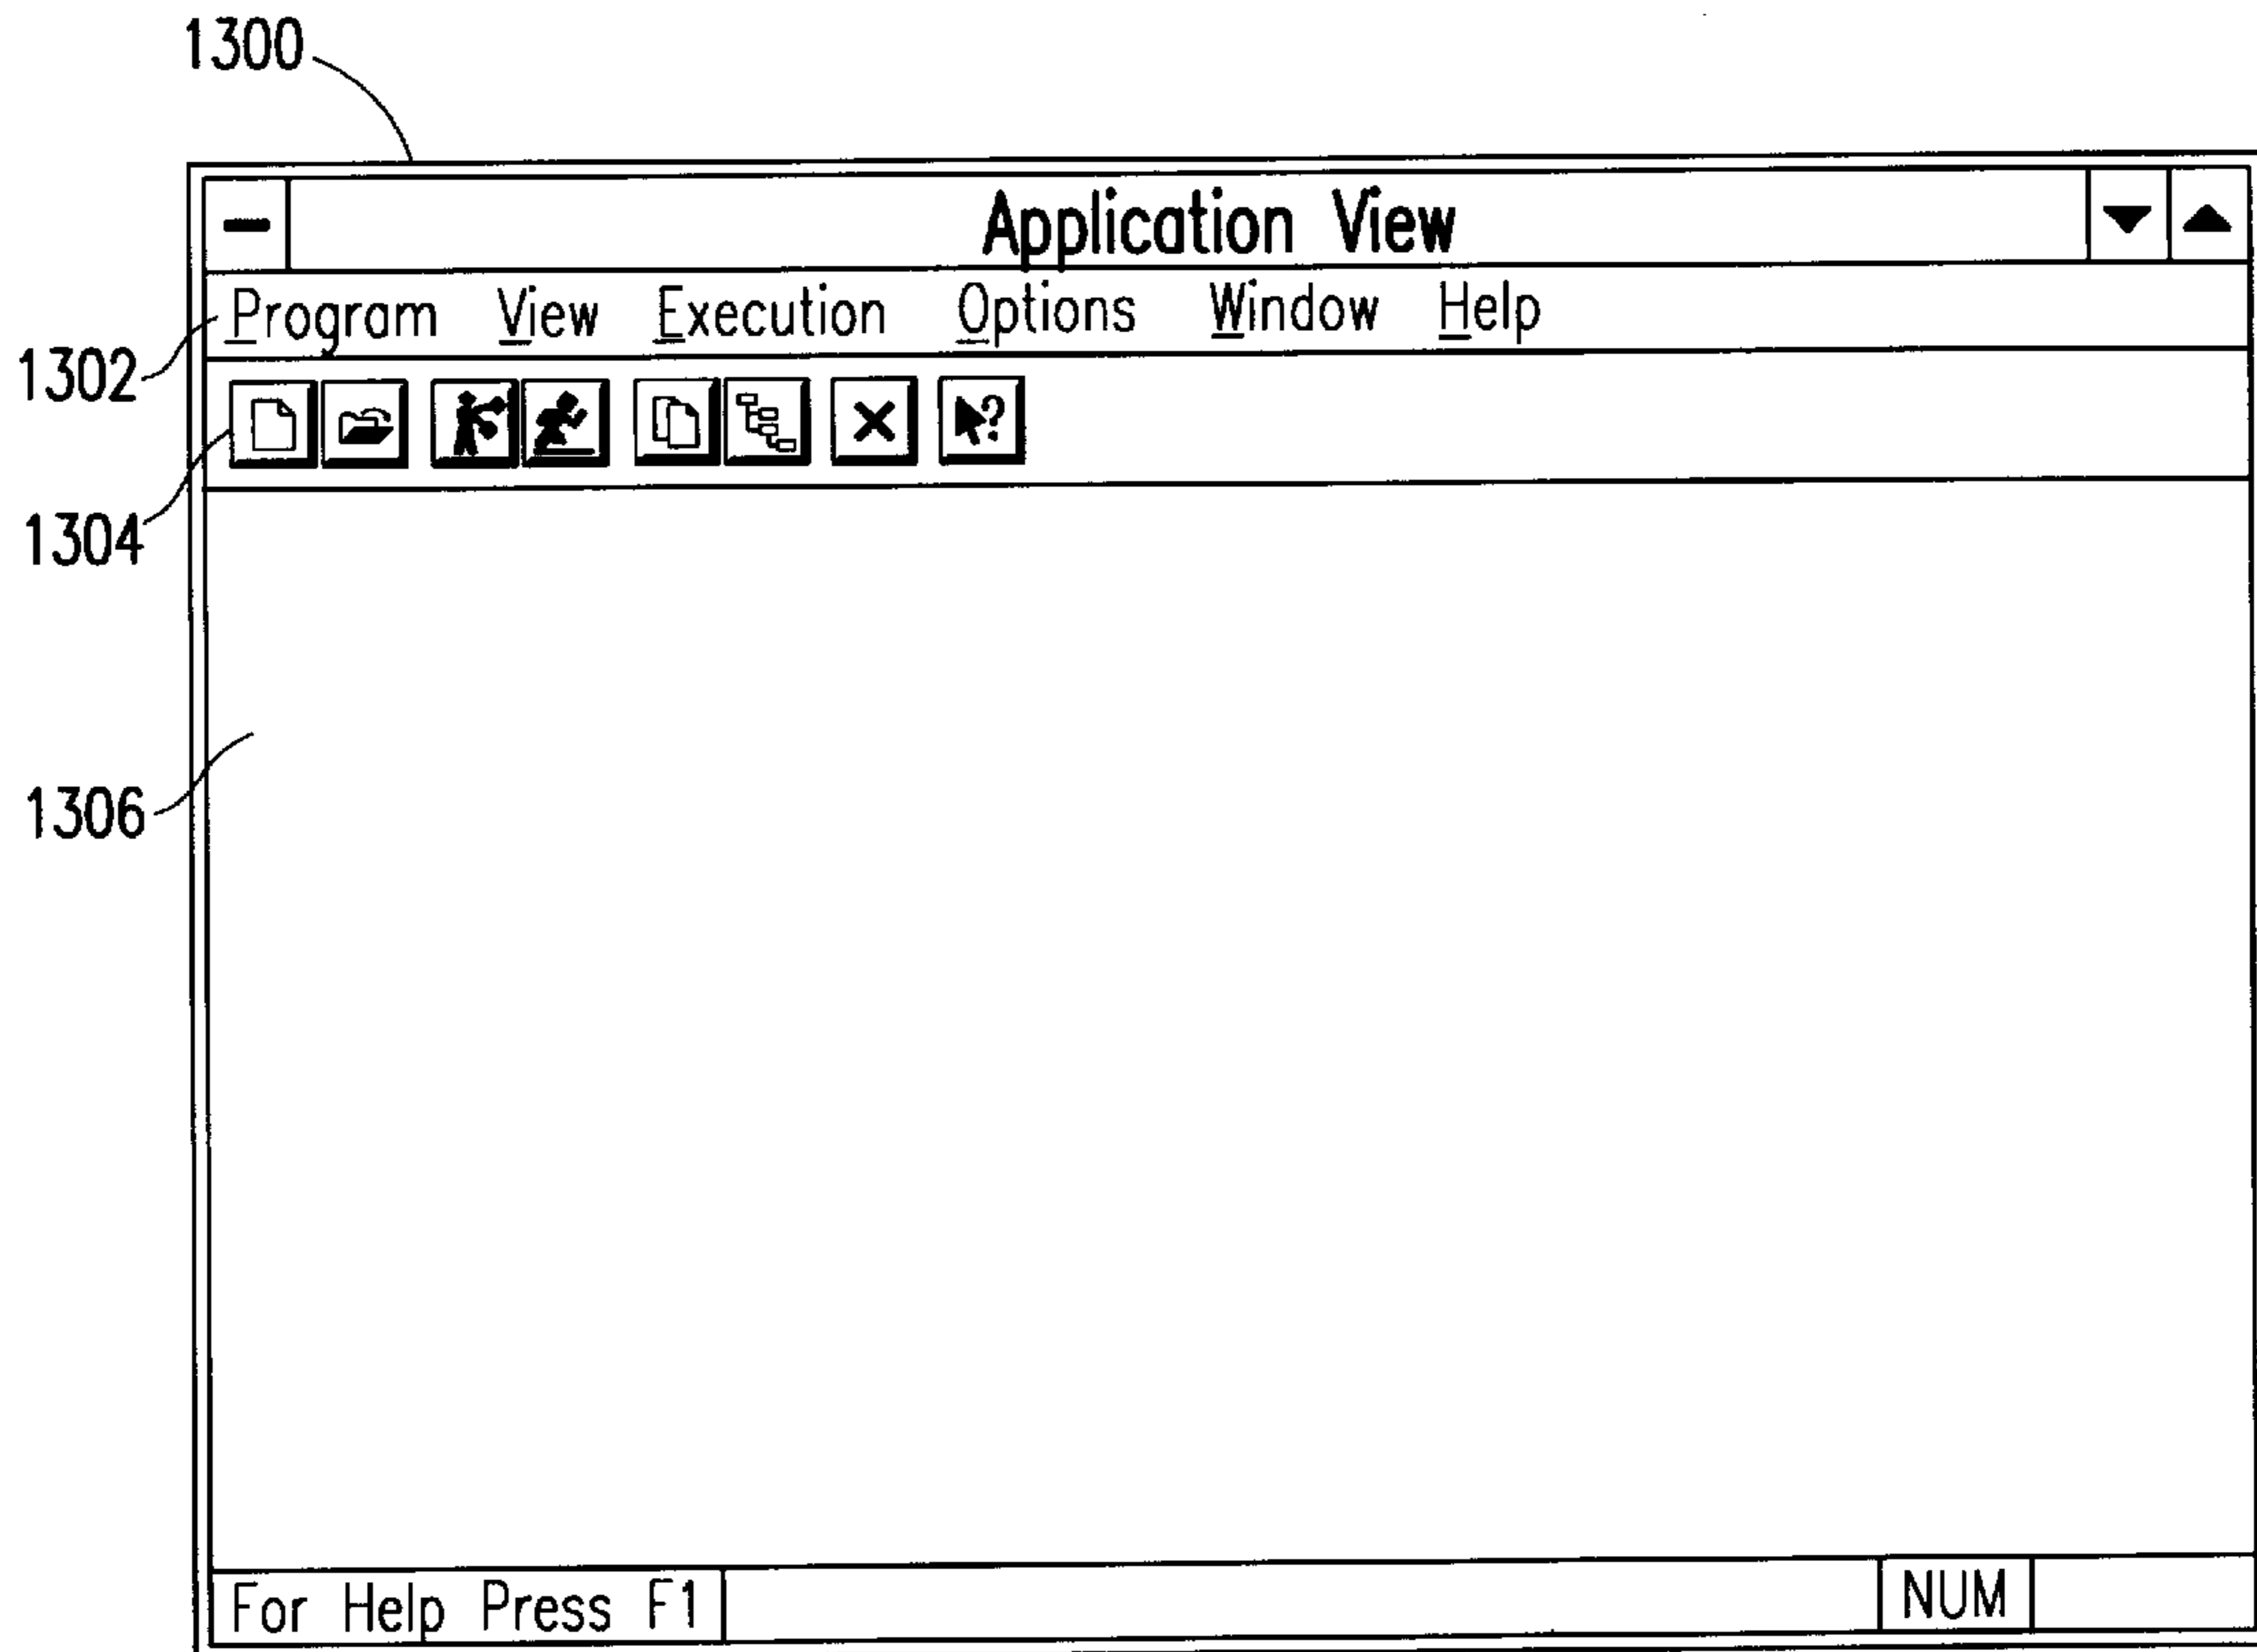 1300
Application View
Program View Execution Options Window Help
1302
?
1304
1306
For Help Press F1 NUM